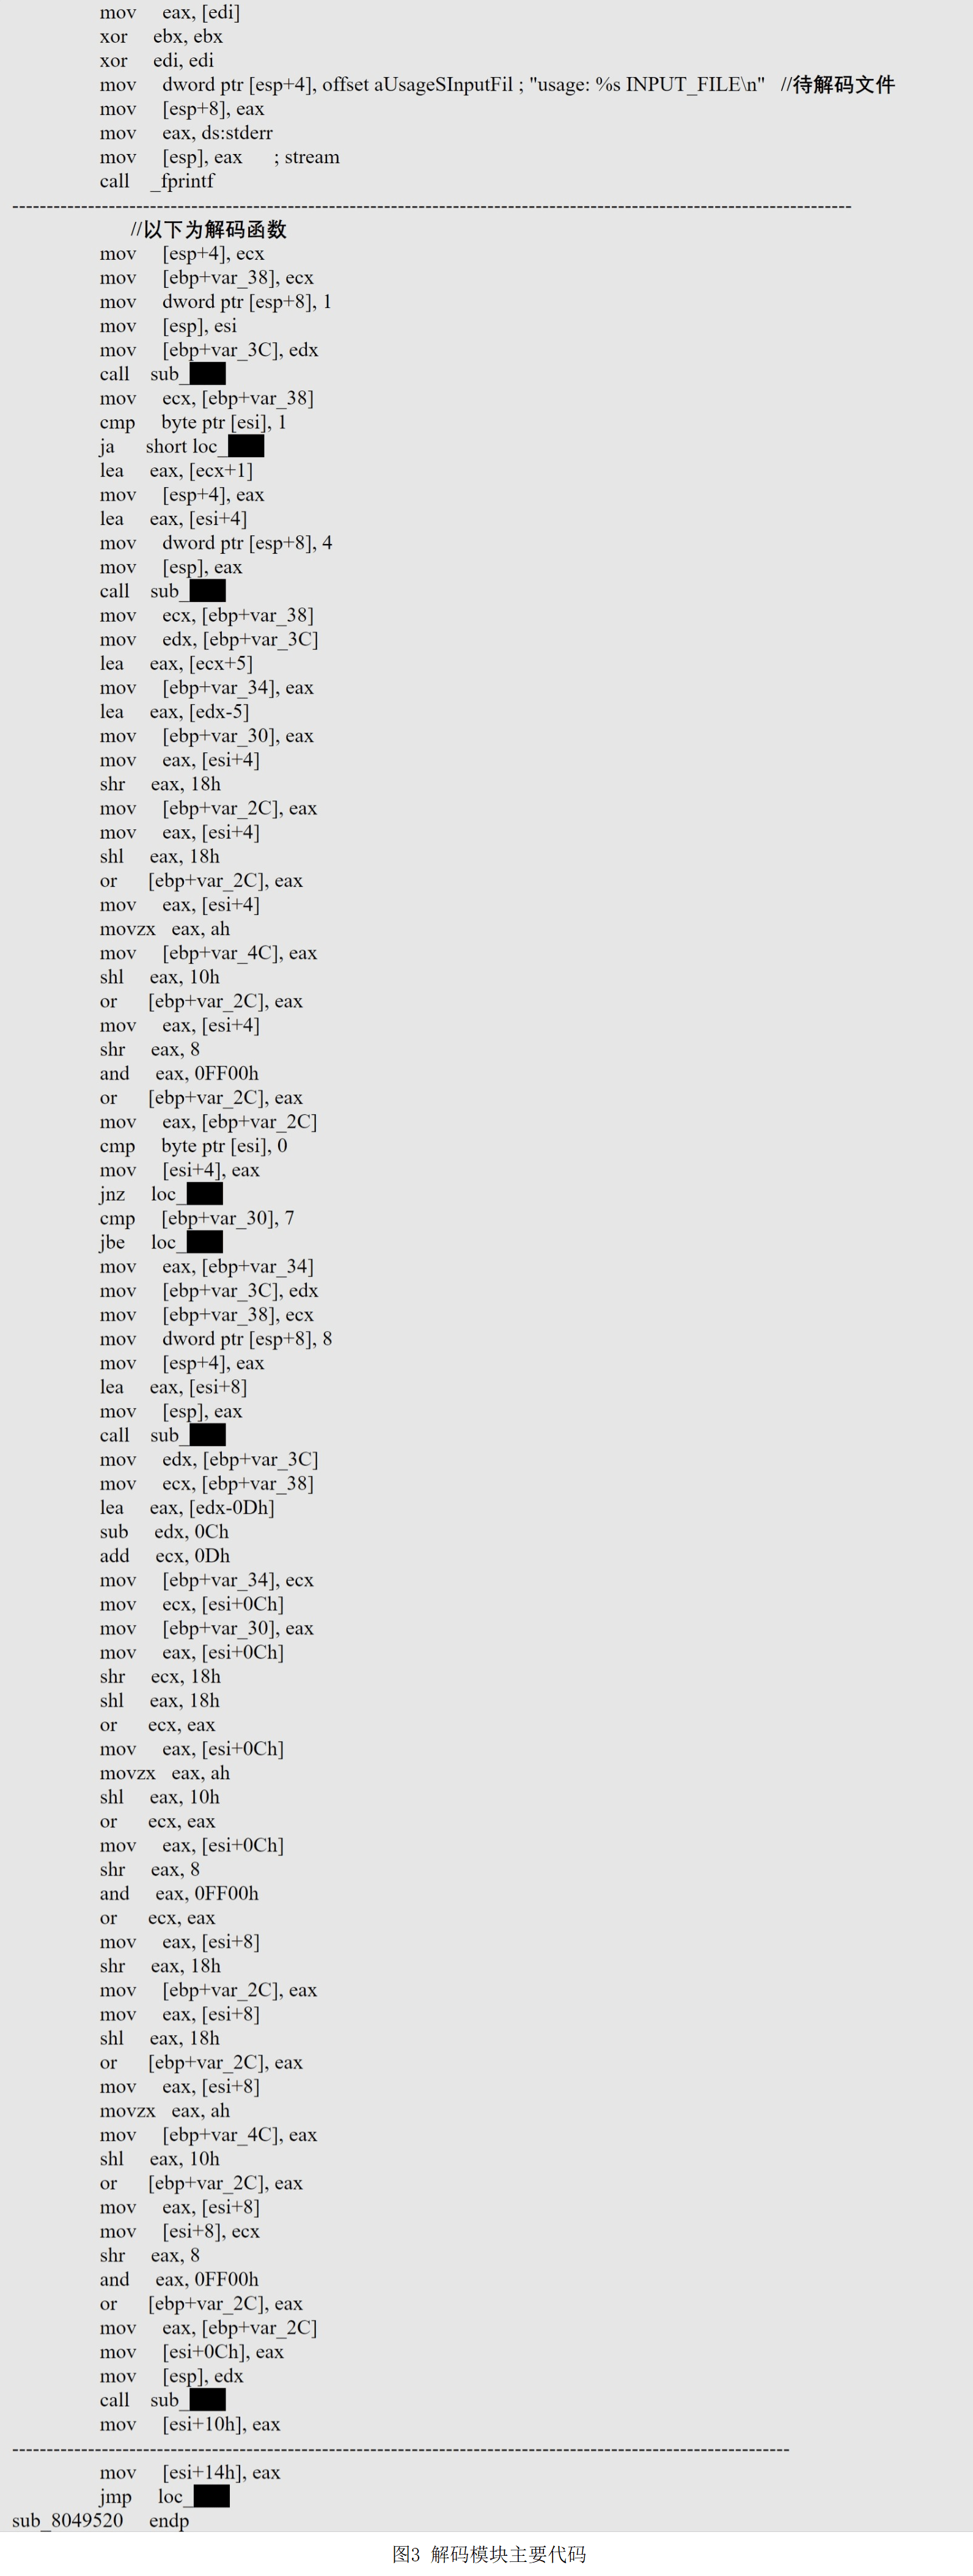 mov eax, [edi]
xor ebx, ebx
xor edi, edi
mov dword ptr [esp+4], offset aUsageSInputFil ; "usage: %s INPUT_FILE\n" //待解码文件
mov [esp+8], eax
mov eax, ds:stderr
mov [esp], eax ; stream
call _fprintf
--------------------------------------------------------------------------------------------------------------------------
//以下为解码函数
mov [esp+4], ecx
mov [ebp+var_38], ecx
mov dword ptr [esp+8], 1
mov [esp], esi
mov [ebp+var_3C], edx
call sub_
mov ecx, [ebp+var_38]
cmp byte ptr [esi], 1
ja short loc_
lea eax, [ecx+1]
mov [esp+4], eax
lea eax, [esi+4]
mov dword ptr [esp+8], 4
mov [esp], eax
call sub_
mov ecx, [ebp+var_38]
mov edx, [ebp+var_3C]
lea eax, [ecx+5]
mov [ebp+var_34], eax
lea eax, [edx-5]
mov [ebp+var_30], eax
mov eax, [esi+4]
shr eax, 18h
mov [ebp+var_2C], eax
mov eax, [esi+4]
shl eax, 18h
or [ebp+var_2C], eax
mov eax, [esi+4]
movzx eax, ah
mov [ebp+var_4C], eax
shl eax, 10h
or [ebp+var_2C], eax
mov eax, [esi+4]
shr eax, 8
and eax, 0FF00h
or [ebp+var_2C], eax
mov eax, [ebp+var_2C]
cmp byte ptr [esi], 0
mov [esi+4], eax
jnz loc_
cmp [ebp+var_30], 7
jbe loc_
mov eax, [ebp+var_34]
mov [ebp+var_3C], edx
mov [ebp+var_38], ecx
mov dword ptr [esp+8], 8
mov [esp+4], eax
lea eax, [esi+8]
mov [esp], eax
call sub_
mov edx, [ebp+var_3C]
mov ecx, [ebp+var_38]
lea eax, [edx-0Dh]
sub edx, 0Ch
add ecx, 0Dh
mov [ebp+var_34], ecx
mov ecx, [esi+0Ch]
mov [ebp+var_30], eax
mov eax, [esi+0Ch]
shr ecx, 18h
shl eax, 18h
or ecx, eax
mov eax, [esi+0Ch]
movzx eax, ah
shl eax, 10h
or ecx, eax
mov eax, [esi+0Ch]
shr eax, 8
and eax, 0FF00h
or ecx, eax
mov eax, [esi+8]
shr eax, 18h
mov [ebp+var_2C], eax
mov eax, [esi+8]
shl eax, 18h
or [ebp+var_2C], eax
mov eax, [esi+8]
movzx eax, ah
mov [ebp+var_4C], eax
shl eax, 10h
or [ebp+var_2C], eax
mov eax, [esi+8]
mov [esi+8], ecx
shr eax, 8
and eax, 0FF00h
or [ebp+var_2C], eax
mov eax, [ebp+var_2C]
mov [esi+0Ch], eax
mov [esp], edx
call sub_
mov [esi+10h], eax
-----------------------------------------------------------------------------------------------------------------
mov [esi+14h], eax
jmp loc_
sub_8049520 endp
图3 解码模块主要代码